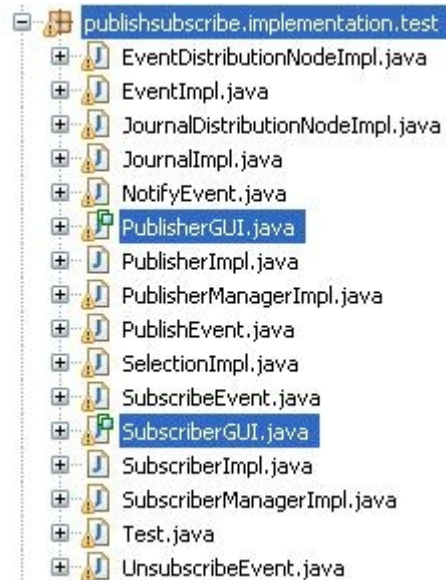 publishsubscribe.implementation.test
EventDistributionNodeImpl.java
EventImpl.java
JournalDistributionNodeImpl.java
JournalImpl.java
NotifyEvent.java
PublisherGUI.java
PublisherImpl.java
PublisherManagerImpl.java
PublishEvent.java
SelectionImpl.java
SubscribeEvent.java
SubscriberGUI.java
SubscriberImpl.java
SubscriberManagerImpl.java
Test.java
UnsubscribeEvent.java